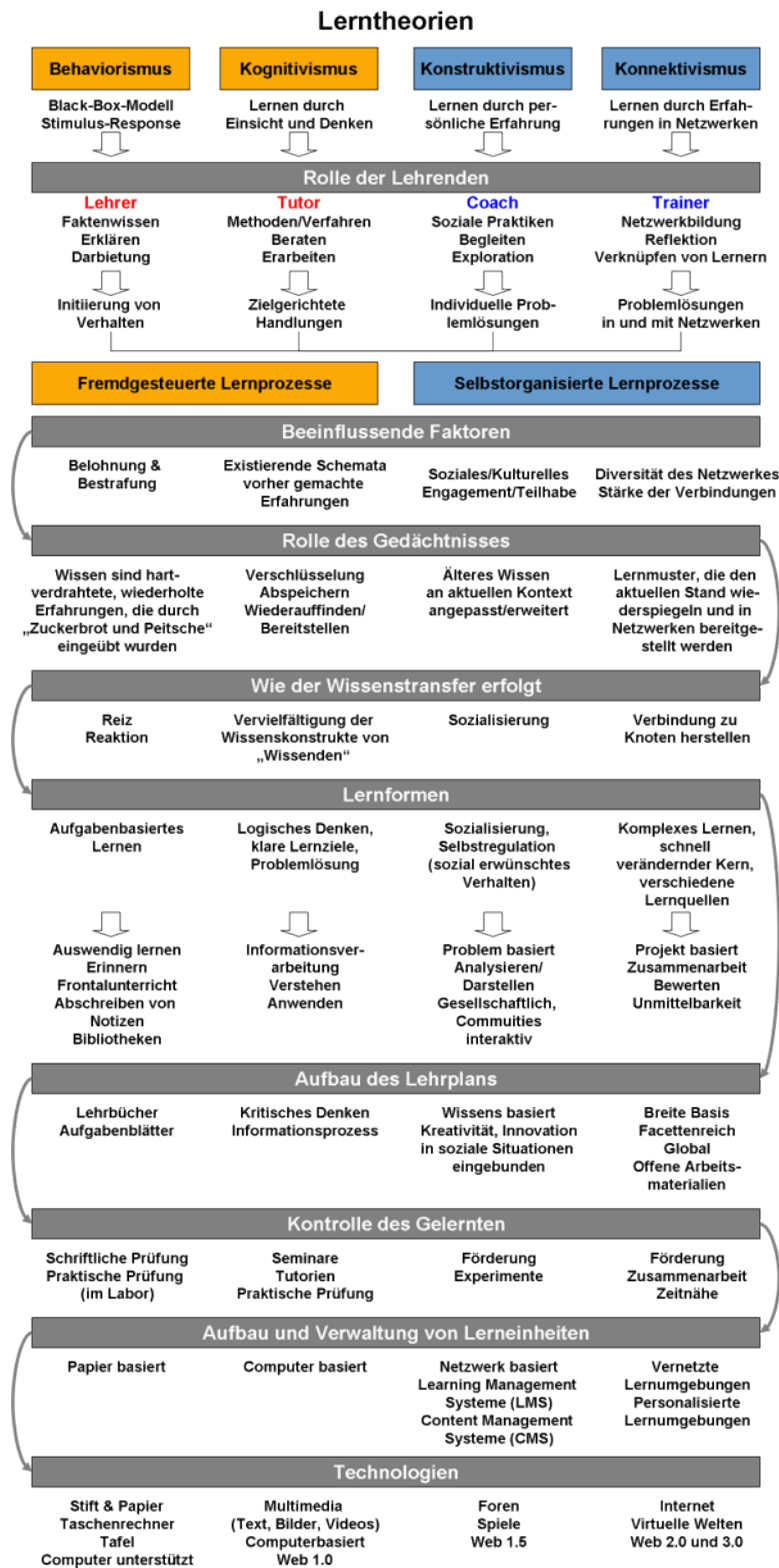 Lerntheorien
Behaviorismus
Kognitivismus
Konstruktivismus
Konnektivismus
Black-Box-Modell
Stimulus-Response
Lernen durch
Einsicht und Denken
Lernen durch per-
sönliche Erfahrung
Lernen durch Erfah-
rungen in Netzwerken
Rolle der Lehrenden
Lehrer
Faktenwissen
Erklären
Darbietung
Tutor
Methoden/Verfahren
Beraten
Erarbeiten
Coach
Soziale Praktiken
Begleiten
Exploration
Trainer
Netzwerkbildung
Reflektion
Verknüpfen von Lernern
Initiierung von
Verhalten
Zielgerichtete
Handlungen
Individuelle Prob-
lemlösungen
Problemlösungen
in und mit Netzwerken
Fremdgesteuerte Lernprozesse
Selbstorganisierte Lernprozesse
Beeinflussende Faktoren
Belohnung &
Bestrafung
Existierende Schemata
vorher gemachte
Erfahrungen
Soziales/Kulturelles
Engagement/Teilhabe
Diversität des Netzwerkes
Stärke der Verbindungen
Rolle des Gedächtnisses
Wissen sind hart-
verdrahtete, wiederholte
Erfahrungen, die durch
„Zuckerbrot und Peitsche“
eingeübt wurden
Verschlüsselung
Abspeichern
Wiederauffinden/
Bereitstellen
Älteres Wissen
an aktuellen Kontext
angepasst/erweitert
Lernmuster, die den
aktuellen Stand wie-
derspiegeln und in
Netzwerken bereitge-
stellt werden
Wie der Wissenstransfer erfolgt
Reiz
Reaktion
Vervielfältigung der
Wissenskonstrukte von
„Wissenden“
Sozialisierung
Verbindung zu
Knoten herstellen
Lernformen
Aufgabenbasiertes
Lernen
Logisches Denken,
klare Lernziele,
Problemlösung
Sozialisierung,
Selbstregulation
(sozial erwünschtes
Verhalten)
Komplexes Lernen,
schnell
verändernder Kern,
verschiedene
Lernquellen
Auswendig lernen
Erinnern
Frontalunterricht
Abschreiben von
Notizen
Bibliotheken
Informationsver-
arbeitung
Verstehen
Anwenden
Problem basiert
Analysieren/
Darstellen
Gesellschaftlich,
Commuities
interaktiv
Projekt basiert
Zusammenarbeit
Bewerten
Unmittelbarkeit
Aufbau des Lehrplans
Lehrbücher
Aufgabenblätter
Kritisches Denken
Informationsprozess
Wissens basiert
Kreativität, Innovation
in soziale Situationen
eingebunden
Breite Basis
Facettenreich
Global
Offene Arbeits-
materialien
Kontrolle des Gelernten
Schriftliche Prüfung
Praktische Prüfung
(im Labor)
Seminare
Tutorien
Praktische Prüfung
Förderung
Experimente
Förderung
Zusammenarbeit
Zeitnähe
Aufbau und Verwaltung von Lerneinheiten
Papier basiert
Computer basiert
Netzwerk basiert
Learning Management
Systeme (LMS)
Content Management
Systeme (CMS)
Vernetzte
Lernumgebungen
Personalisierte
Lernumgebungen
Technologien
Stift & Papier
Taschenrechner
Tafel
Computer unterstützt
Multimedia
(Text, Bilder, Videos)
Computerbasiert
Web 1.0
Foren
Spiele
Web 1.5
Internet
Virtuelle Welten
Web 2.0 und 3.0